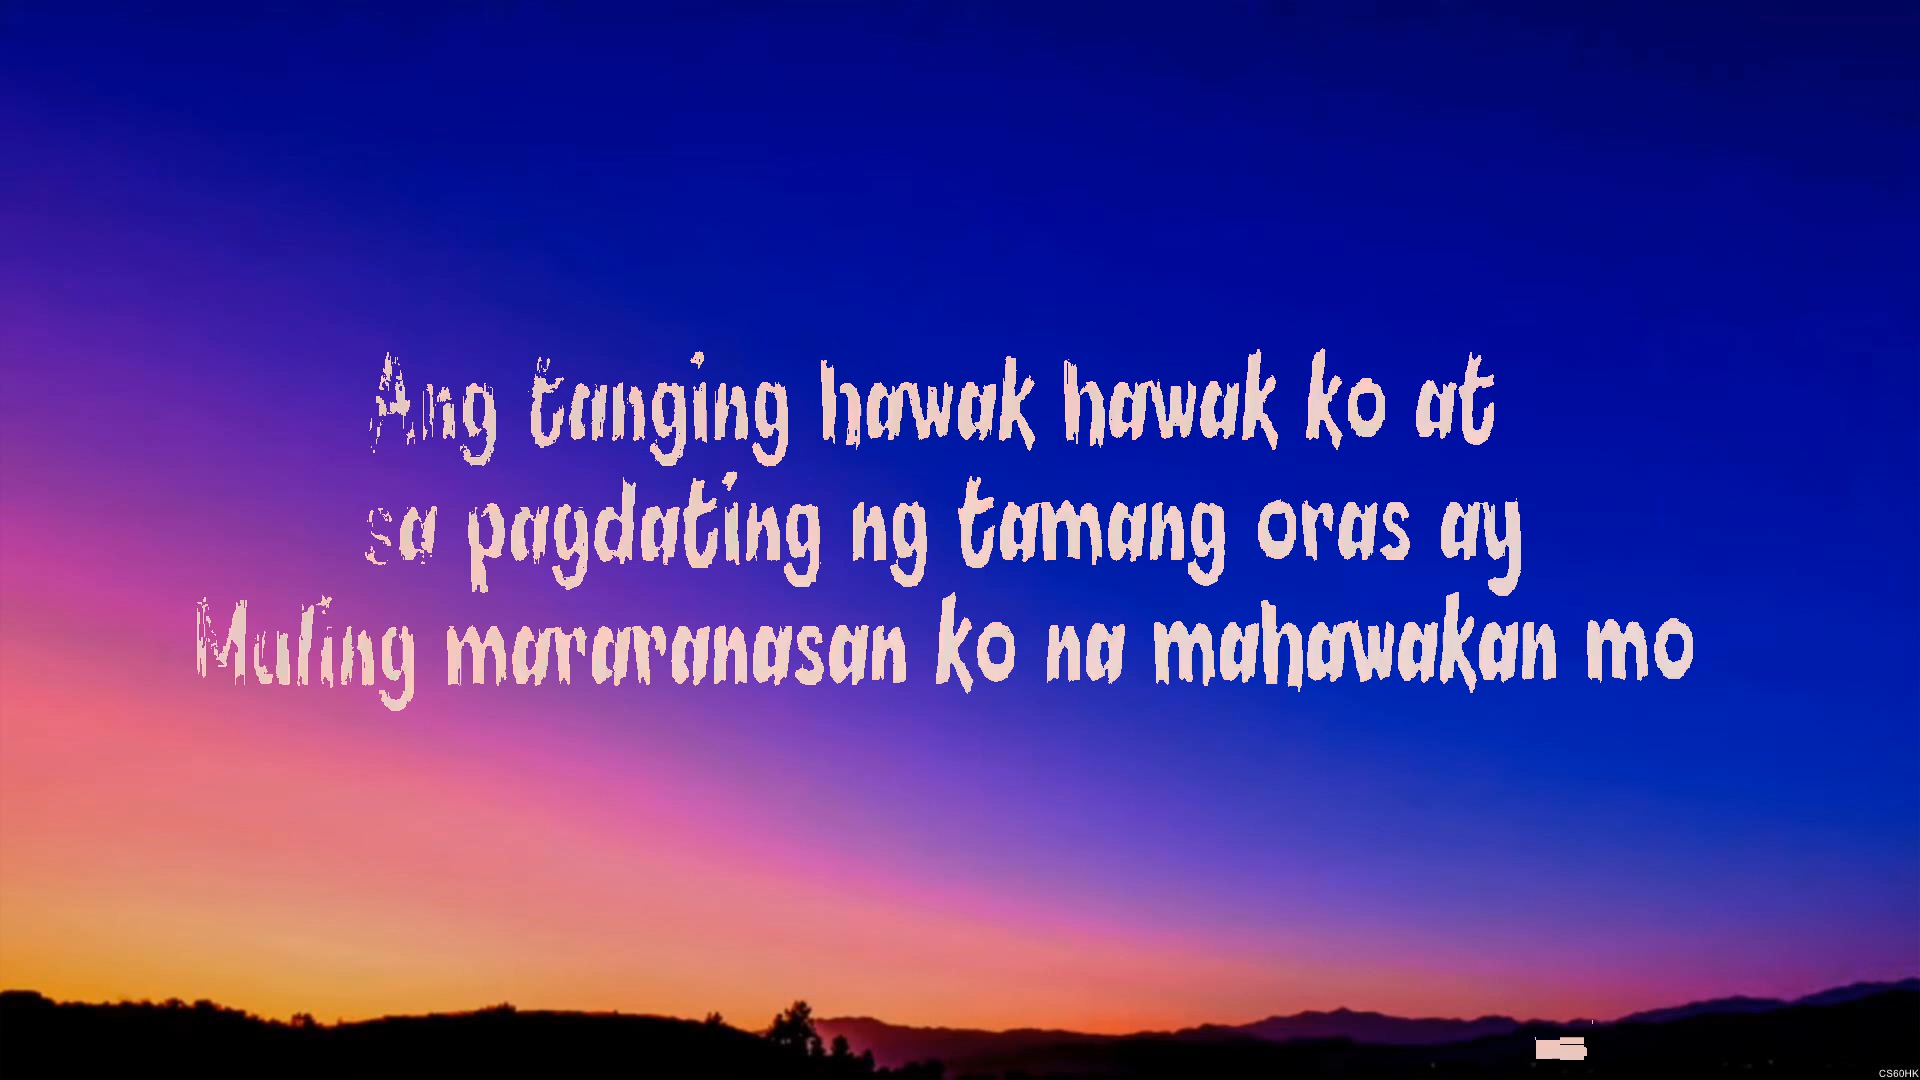 Ang tanging hawak hawak ko at
sa pagdating ng tamang oras ay
Muling mararanasan ko na mahawakan mo
CS60HK